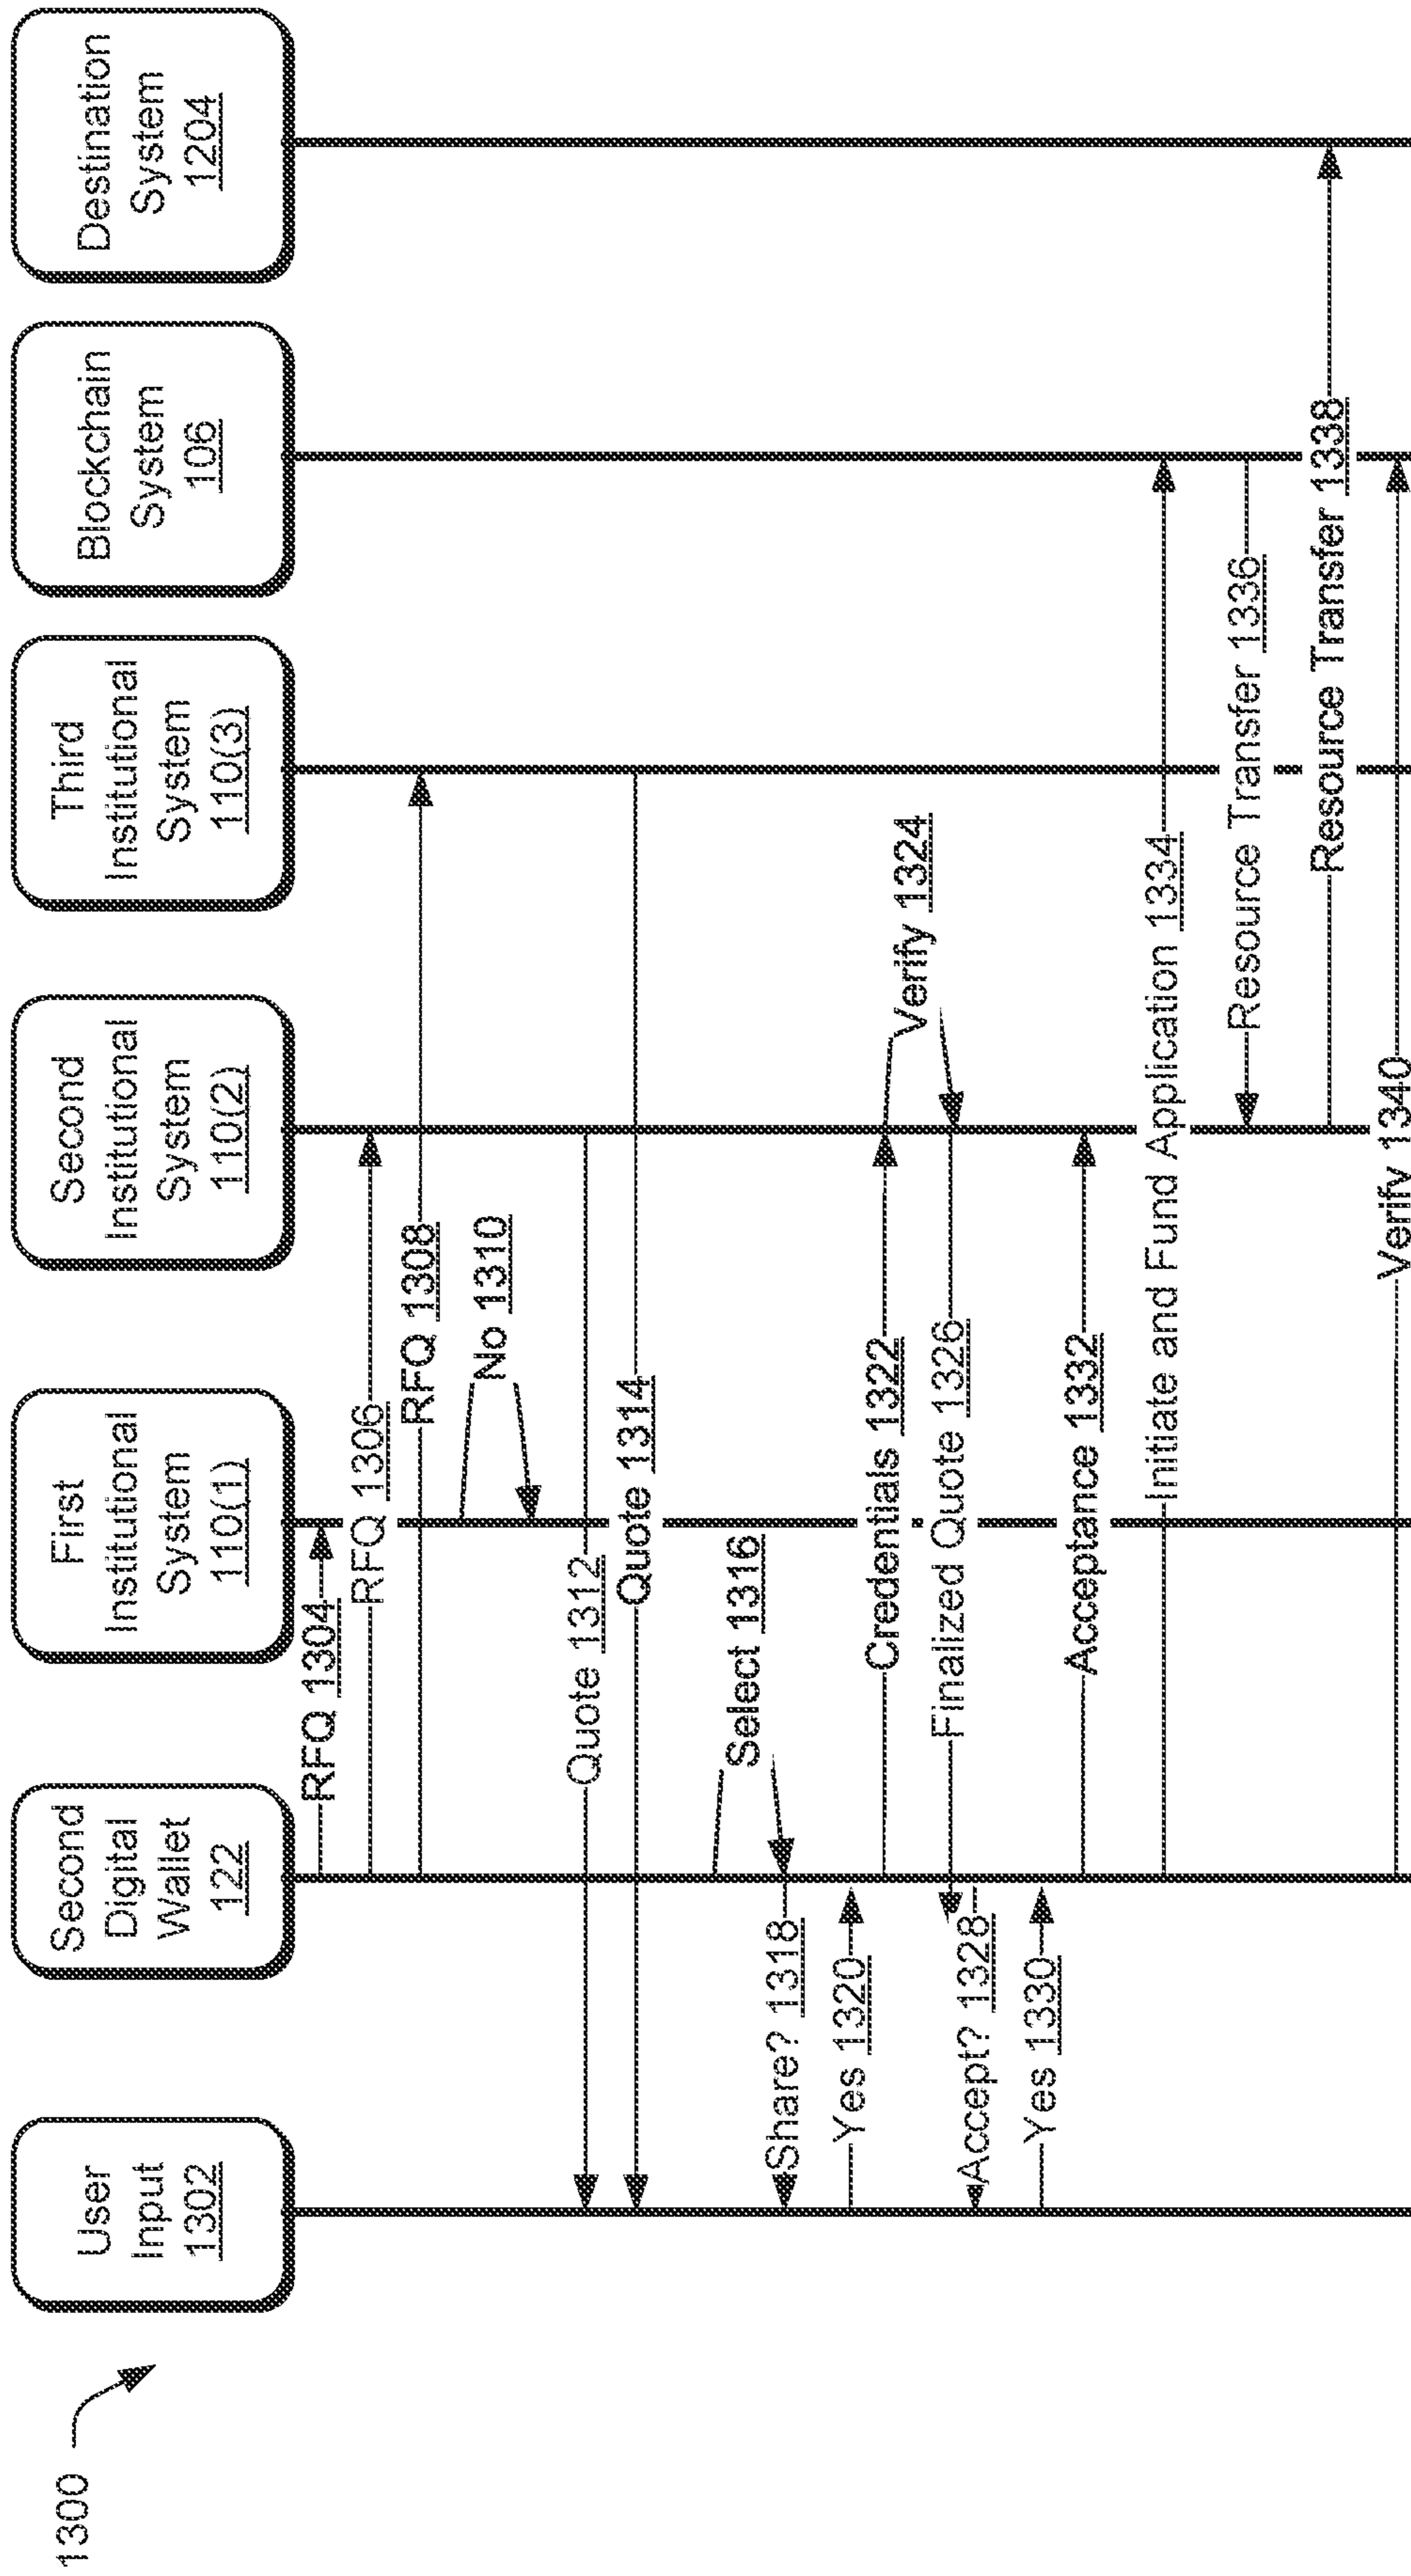 1300
User
Input
1302
Second
Digital
Wallet
122
First
Institutional
System
110(1)
Second
Institutional
System
110(2)
Third
Institutional
System
110(3)
Blockchain
System
106
Destination
System
1204
RFQ 1304
RFQ 1306
RFQ 1308
No 1310
Quote 1312
Quote 1314
Select 1316
Share? 1318
Yes 1320
Credentials 1322
Verify 1324
Finalized Quote 1326
Accept? 1328
Yes 1330
Acceptance 1332
Initiate and Fund Application 1334
Resource Transfer 1336
Resource Transfer 1338
Verify 1340